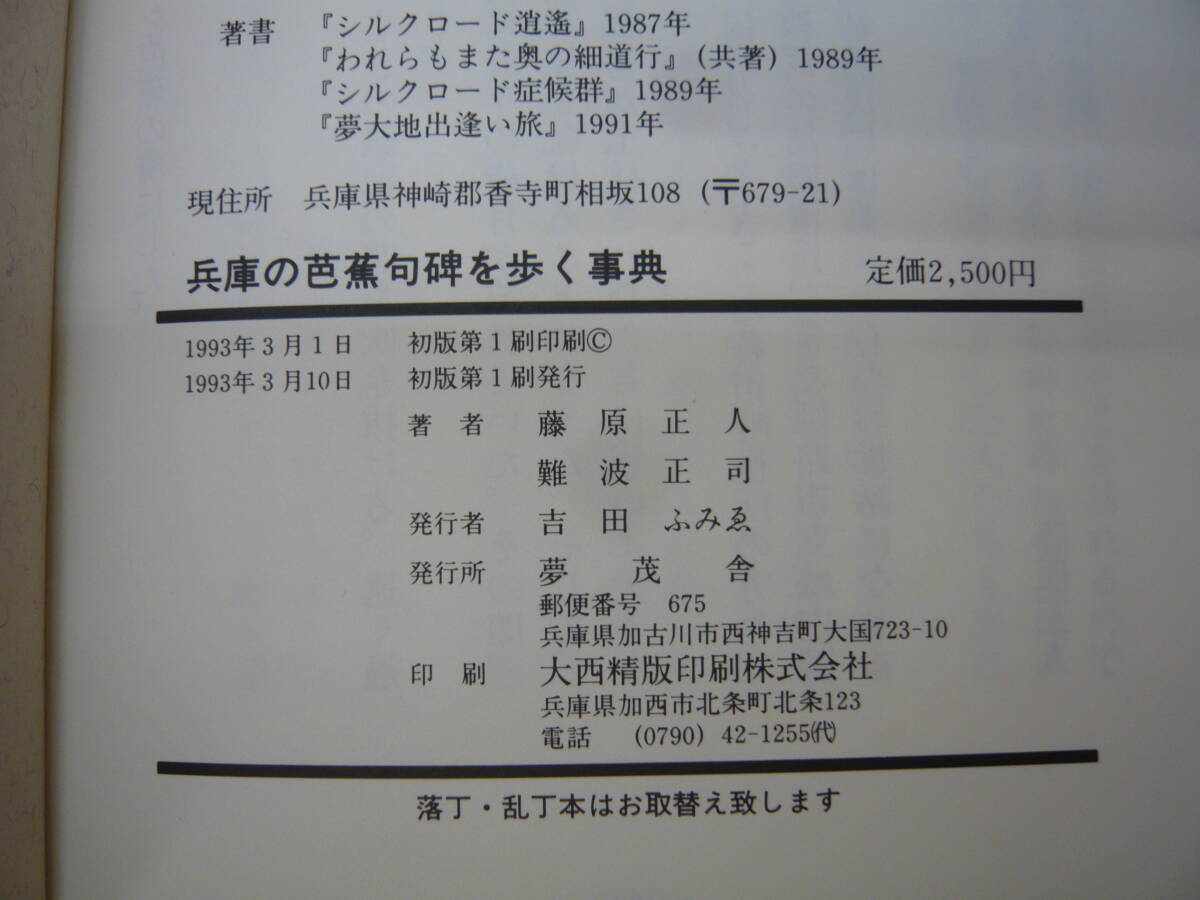 著書 『シルクロード逍遙』1987年
『われらもまた奥の細道行』(共著) 1989年
『シルクロード症候群』1989年
『夢大地出逢い旅』1991年
現住所 兵庫県神崎郡香寺町相坂108 (〒679-21)
兵庫の芭蕉句碑を歩く事典 定価2,500円
1993年3月1日 初版第1刷印刷©
1993年3月10日 初版第1刷発行
著者 藤原正人
難波正司
発行者 吉田ふみゑ
発行所 夢茂舎
郵便番号 675
兵庫県加古川市西神吉町大国723-10
印刷 大西精版印刷株式会社
兵庫県加西市北条町北条123
電話 (0790) 42-1255㈹
落丁・乱丁本はお取替え致します